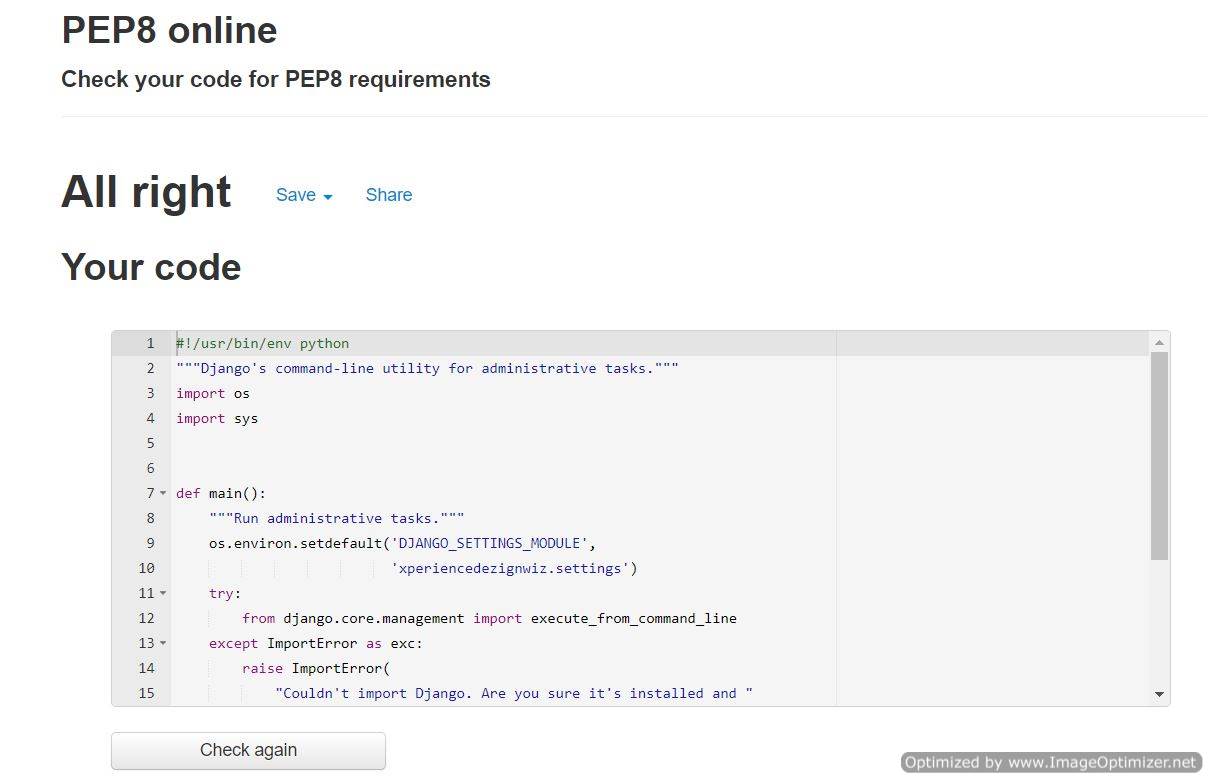 PEP8 online
Check your code for PEP8 requirements
All right Save Share
Your code
1 #!/usr/bin/env python
2 """Django's command-line utility for administrative tasks."""
3 import os
4 import sys
5
6
7 def main():
8     """Run administrative tasks."""
9     os.environ.setdefault('DJANGO_SETTINGS_MODULE',
10                           'xperiencedezignwiz.settings')
11     try:
12         from django.core.management import execute_from_command_line
13     except ImportError as exc:
14         raise ImportError(
15             "Couldn't import Django. Are you sure it's installed and "
Check again
Optimized by www.ImageOptimizer.net